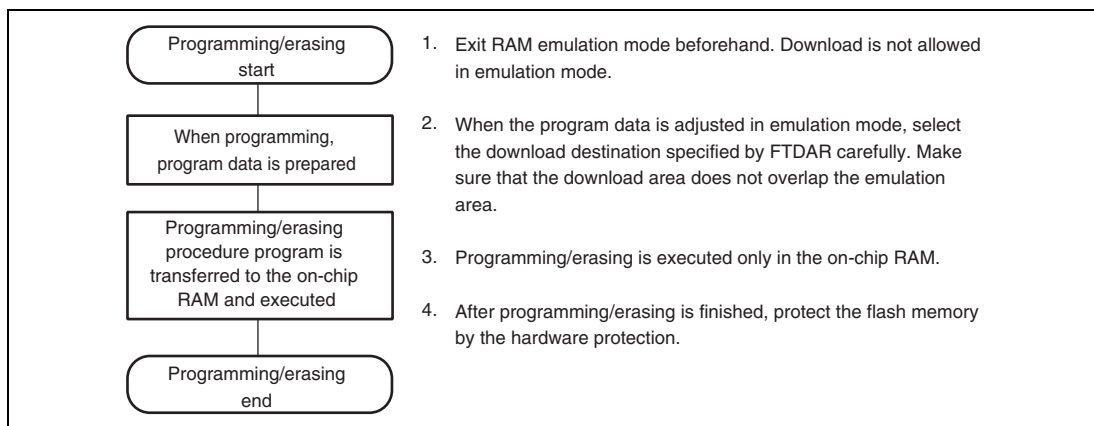 Programming/erasing
start
When programming,
program data is prepared
Programming/erasing
procedure program is
transferred to the on-chip
RAM and executed
Programming/erasing
end
1. Exit RAM emulation mode beforehand. Download is not allowed
in emulation mode.
2. When the program data is adjusted in emulation mode, select
the download destination specified by FTDAR carefully. Make
sure that the download area does not overlap the emulation
area.
3. Programming/erasing is executed only in the on-chip RAM.
4. After programming/erasing is finished, protect the flash memory
by the hardware protection.